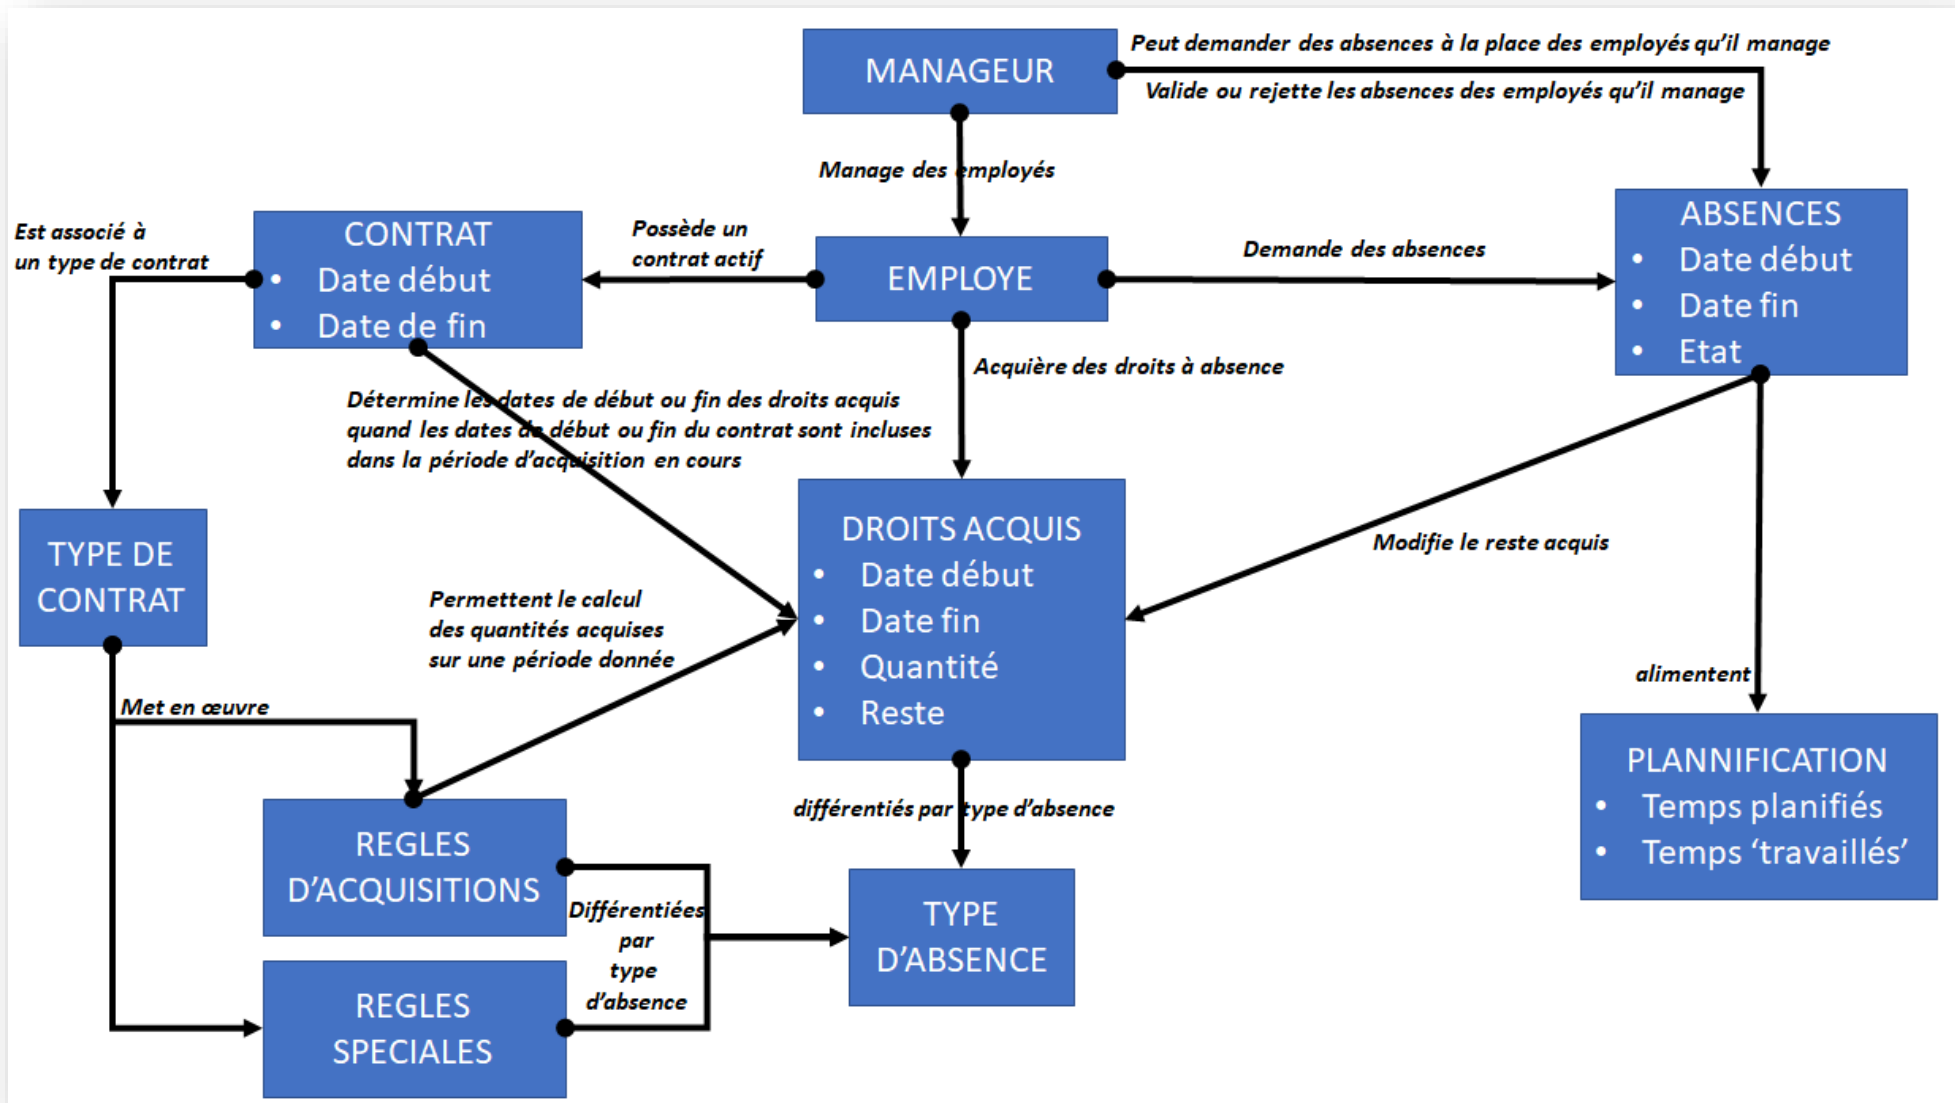 MANAGEUR
Peut demander des absences à la place des employés qu'il manage
Valide ou rejette les absences des employés qu'il manage
Manage des employés
Est associé à
un type de contrat
CONTRAT
• Date début
• Date de fin
Possède un
contrat actif
EMPLOYE
Demande des absences
ABSENCES
• Date début
• Date fin
• Etat
Acquière des droits à absence
Détermine les dates de début ou fin des droits acquis
quand les dates de début ou fin du contrat sont incluses
dans la période d'acquisition en cours
TYPE DE
CONTRAT
DROITS ACQUIS
• Date début
• Date fin
• Quantité
• Reste
Modifie le reste acquis
Permettent le calcul
des quantités acquises
sur une période donnée
alimentent
Met en œuvre
PLANNIFICATION
• Temps planifiés
• Temps ‘travaillés’
différentiés par type d'absence
REGLES
D'ACQUISITIONS
Différentiées
par
type
d'absence
TYPE
D'ABSENCE
REGLES
SPECIALES